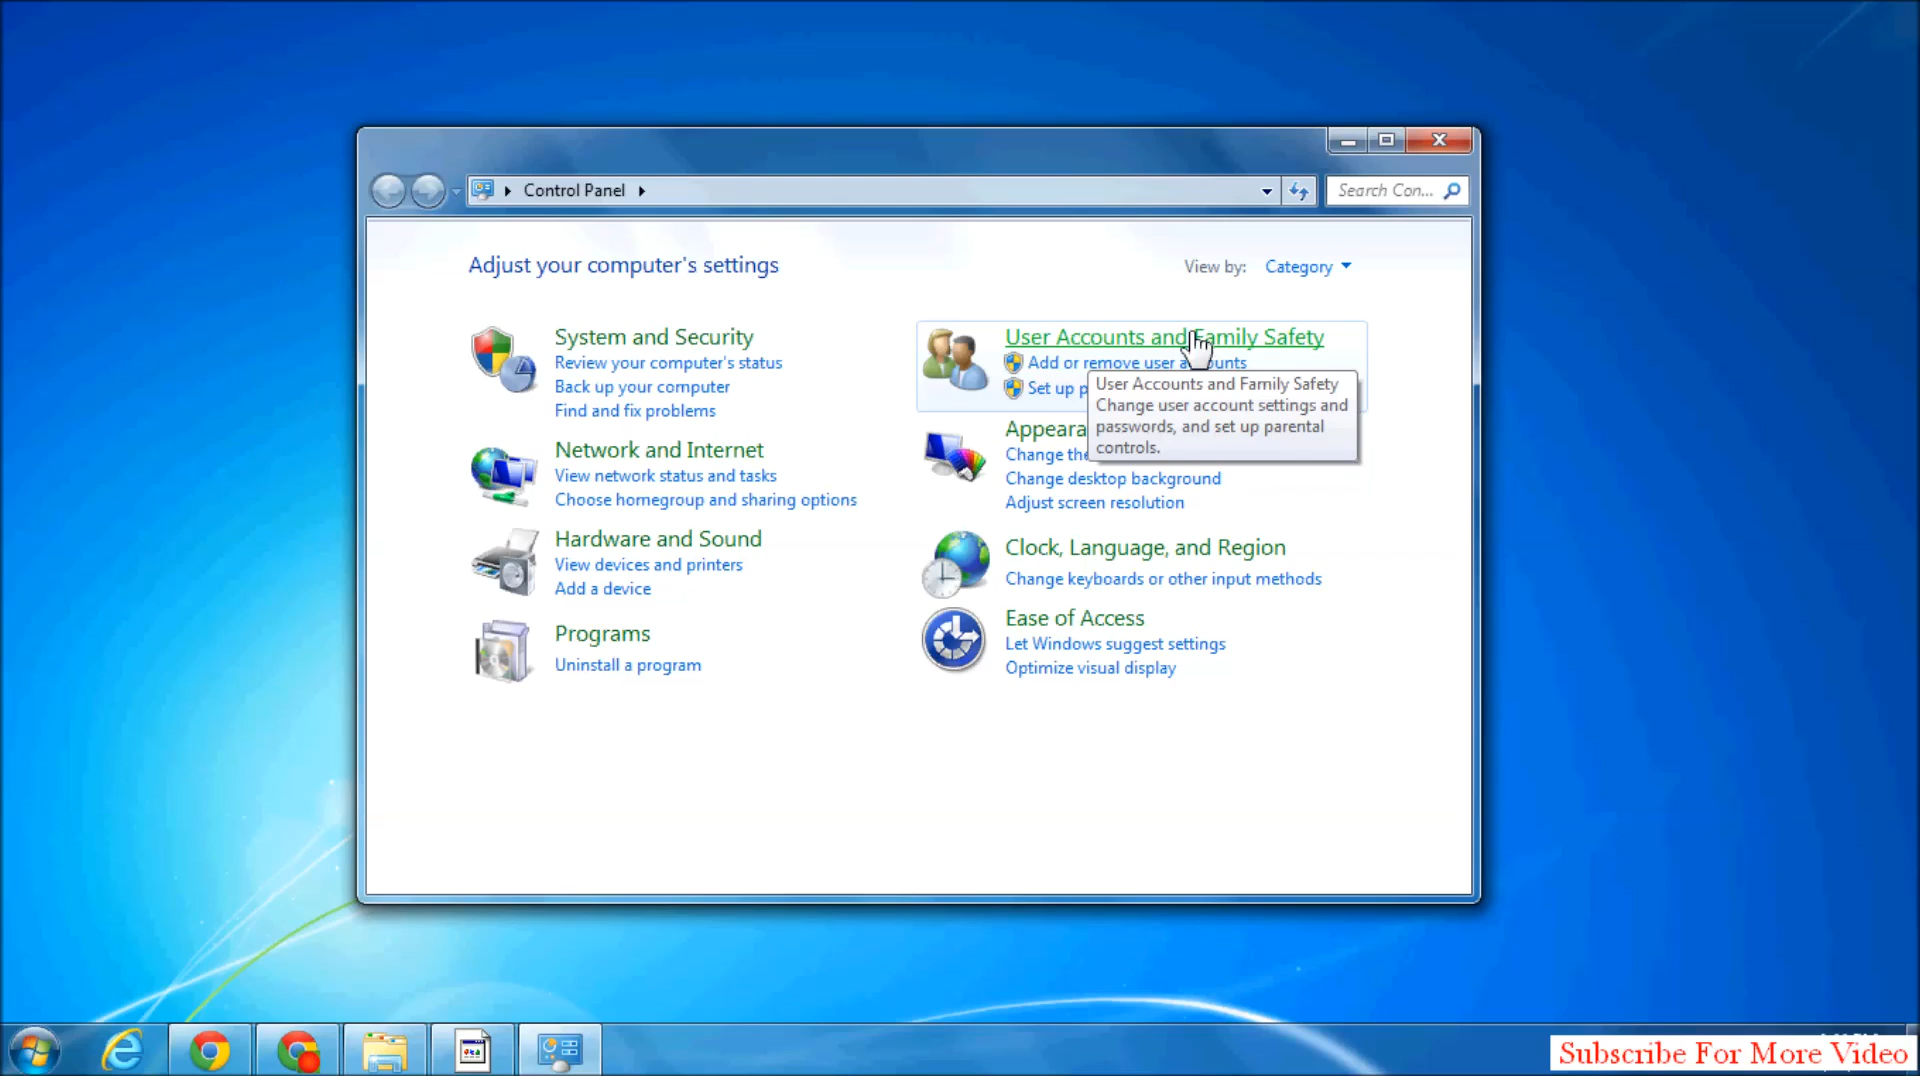 Control Panel
Search Con...
Adjust your computer's settings
View by: Category
System and Security
Review your computer's status
Back up your computer
Find and fix problems
Network and Internet
View network status and tasks
Choose homegroup and sharing options
Hardware and Sound
View devices and printers
Add a device
Programs
Uninstall a program
User Accounts and Family Safety
Add or remove user accounts
Set up
User Accounts and Family Safety
Change user account settings and
passwords, and set up parental
controls.
Change
Change desktop background
Adjust screen resolution
Clock, Language, and Region
Change keyboards or other input methods
Ease of Access
Let Windows suggest settings
Optimize visual display
Subscribe For More Video